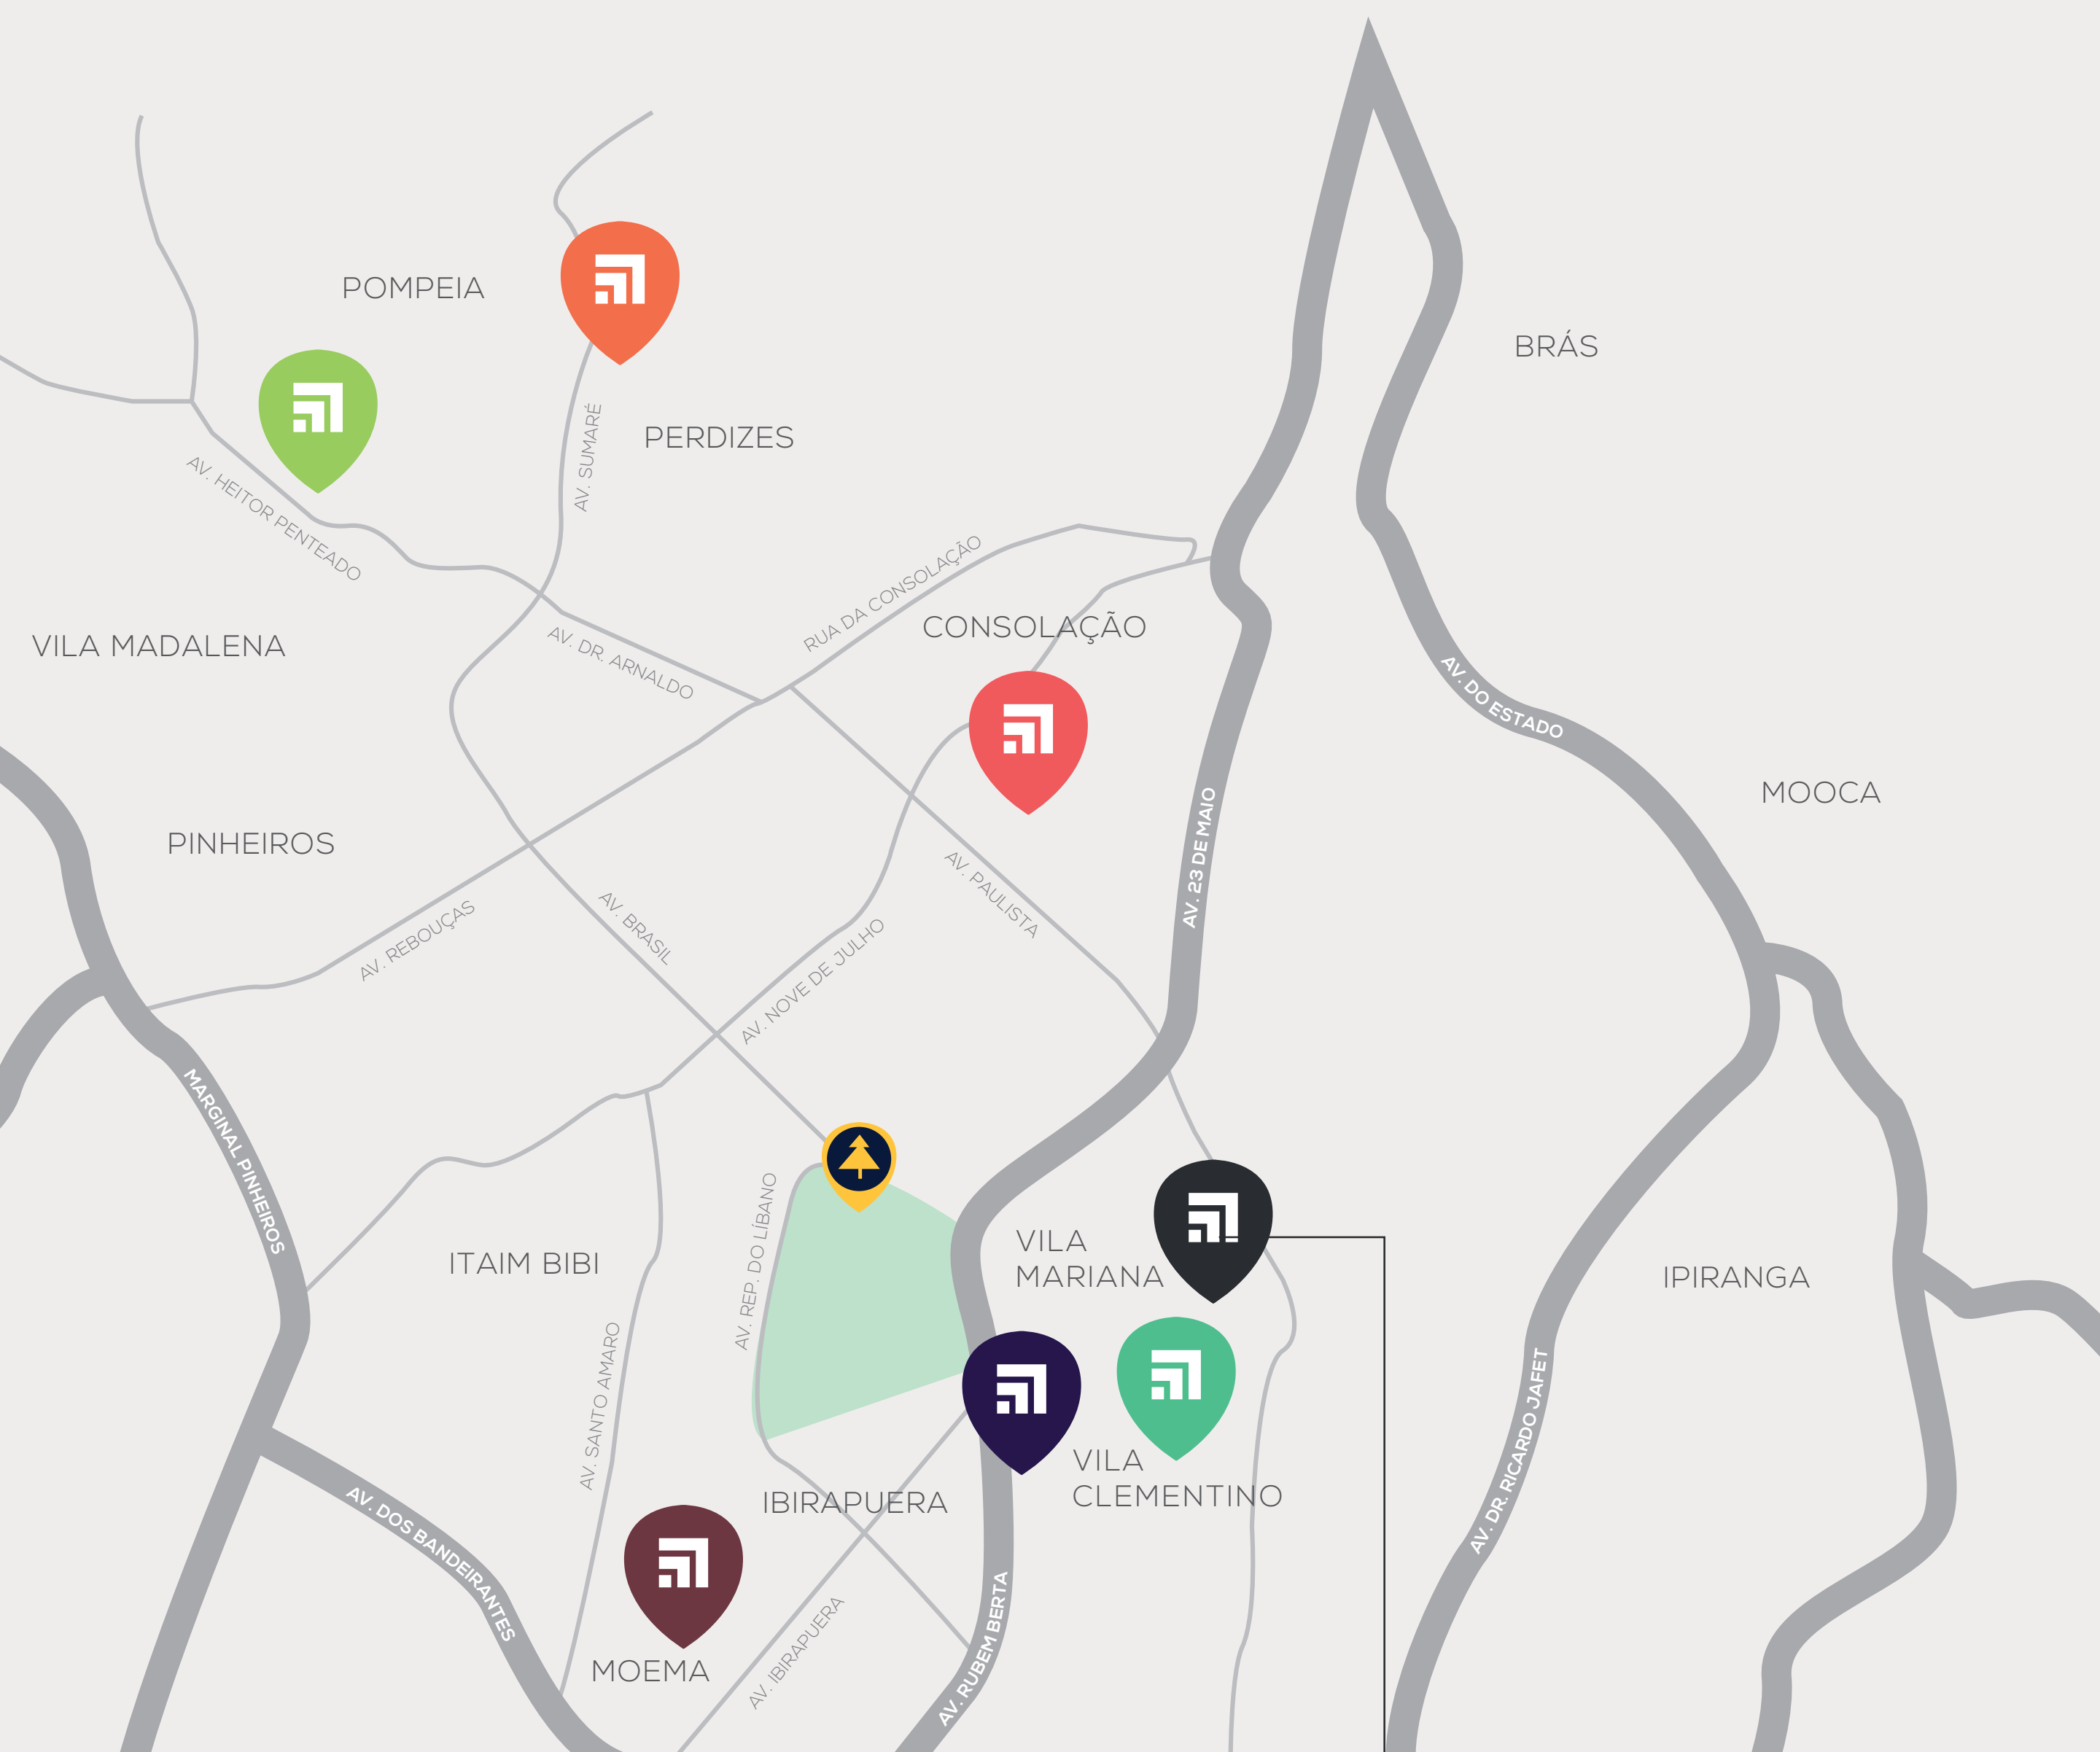 POMPEIA
BRÁS
PERDIZES
AV. SUMARÉ
AV. HEITOR PENTEADO
RUA DA CONSOLAÇÃO
CONSOLAÇÃO
VILA MADALENA
AV. DR. ARNALDO
AV. DO ESTADO
MOOCA
PINHEIROS
AV. 23 DE MAIO
AV. PAULISTA
AV. REBOUÇAS
AV. BRASIL
AV. NOVE DE JULHO
MARGINAL PINHEIROS
AV. REP. DO LÍBANO
VILA
MARIANA
ITAIM BIBI
IPIRANGA
AV. SANTO AMARO
AV. DR. RICARDO JAFET
VILA
CLEMENTINO
IBIRAPUERA
AV. DOS BANDEIRANTES
AV. IBIRAPUERA
AV. RUBEM BERTA
MOEMA